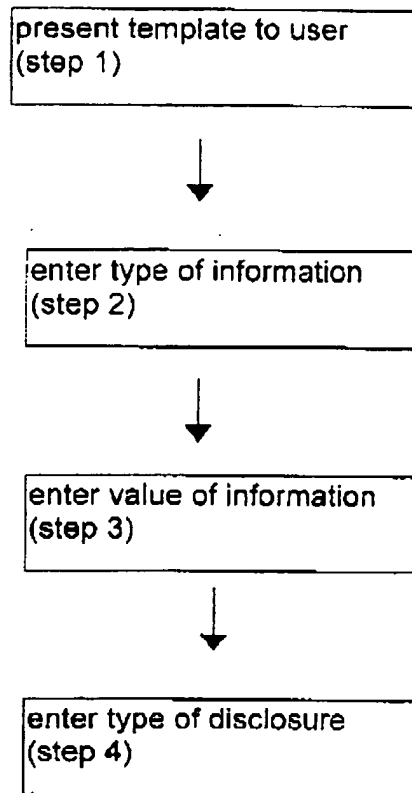 present template to user
(step 1)
enter type of information
(step 2)
enter value of information
(step 3)
enter type of disclosure
(step 4)